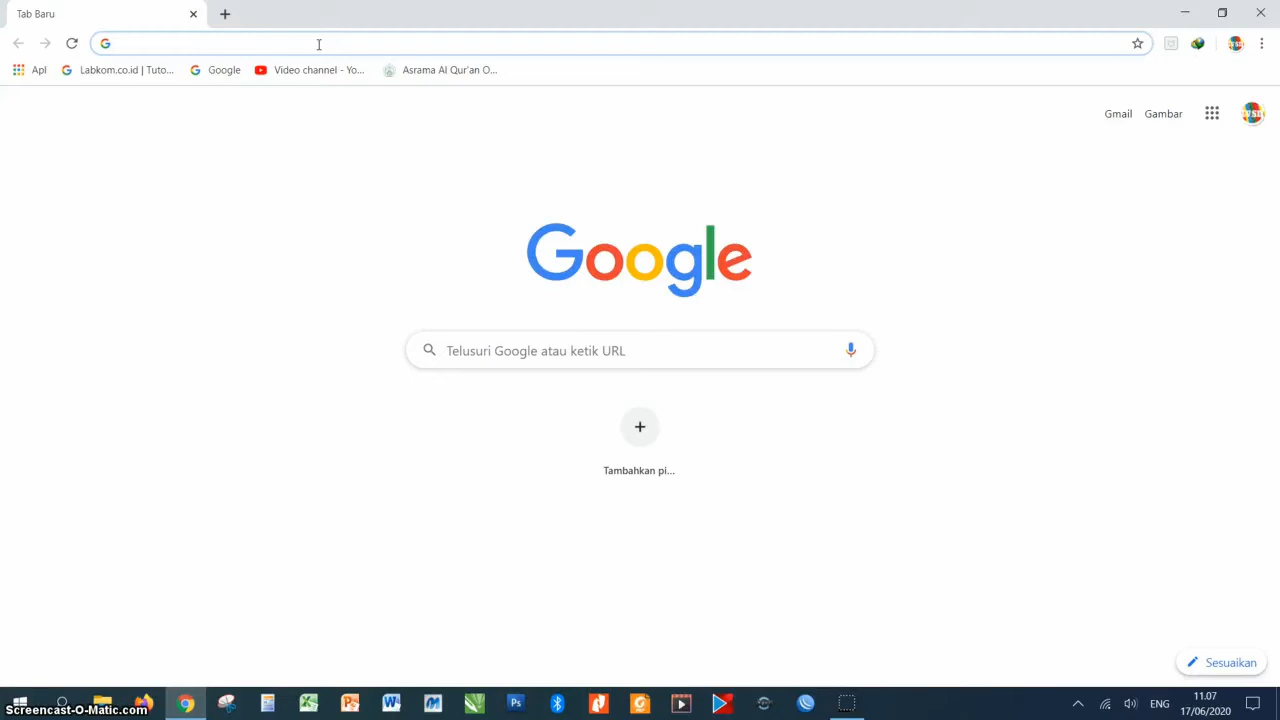 Tab Baru
Apl
Labkom.co.id | Tuto...
Google
Video channel - Yo...
Asrama Al Qur'an O...
Gmail
Gambar
Google
Telusuri Google atau ketik URL
Tambahkan pi...
Sesuaikan
Screencast-O-Matic.com
ENG
11.07
17/06/2020